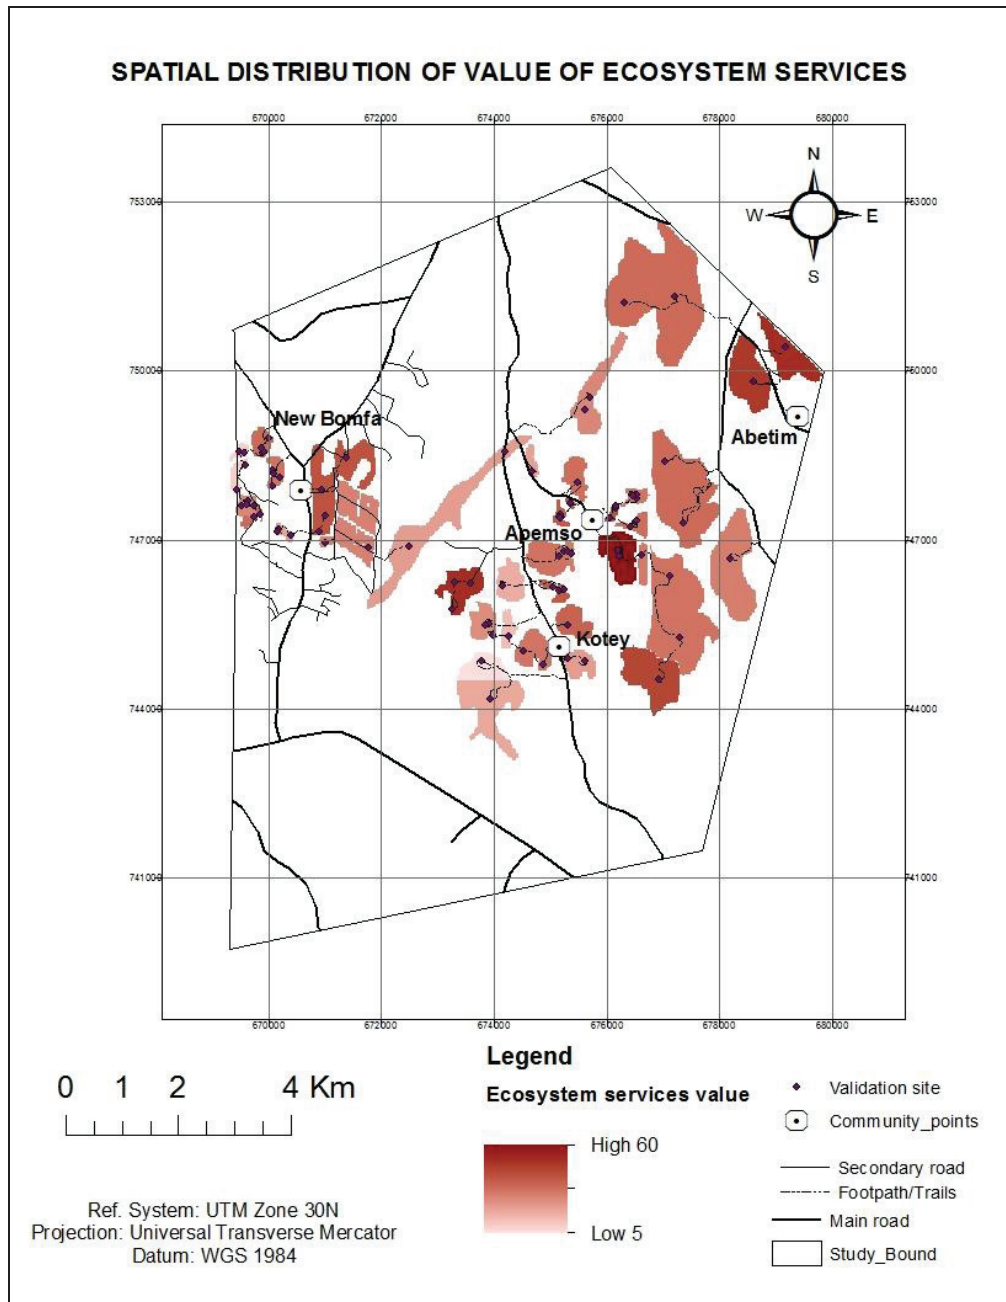 SPATIAL DISTRIBUTION OF VALUE OF ECOSYSTEM SERVICES
670000 672000 674000 676000 678000 680000
N
W E
S
753000 753000
750000 750000
New Bomfa
Abetim
Apemso
747000 747000
Kotey
744000 744000
741000 741000
670000 672000 674000 676000 678000 680000
0 1 2 4 Km
Ref. System: UTM Zone 30N
Projection: Universal Transverse Mercator
Datum: WGS 1984
Legend
Ecosystem services value
High 60
Low 5
Validation site
Community_points
Secondary road
Footpath/Trails
Main road
Study_Bound